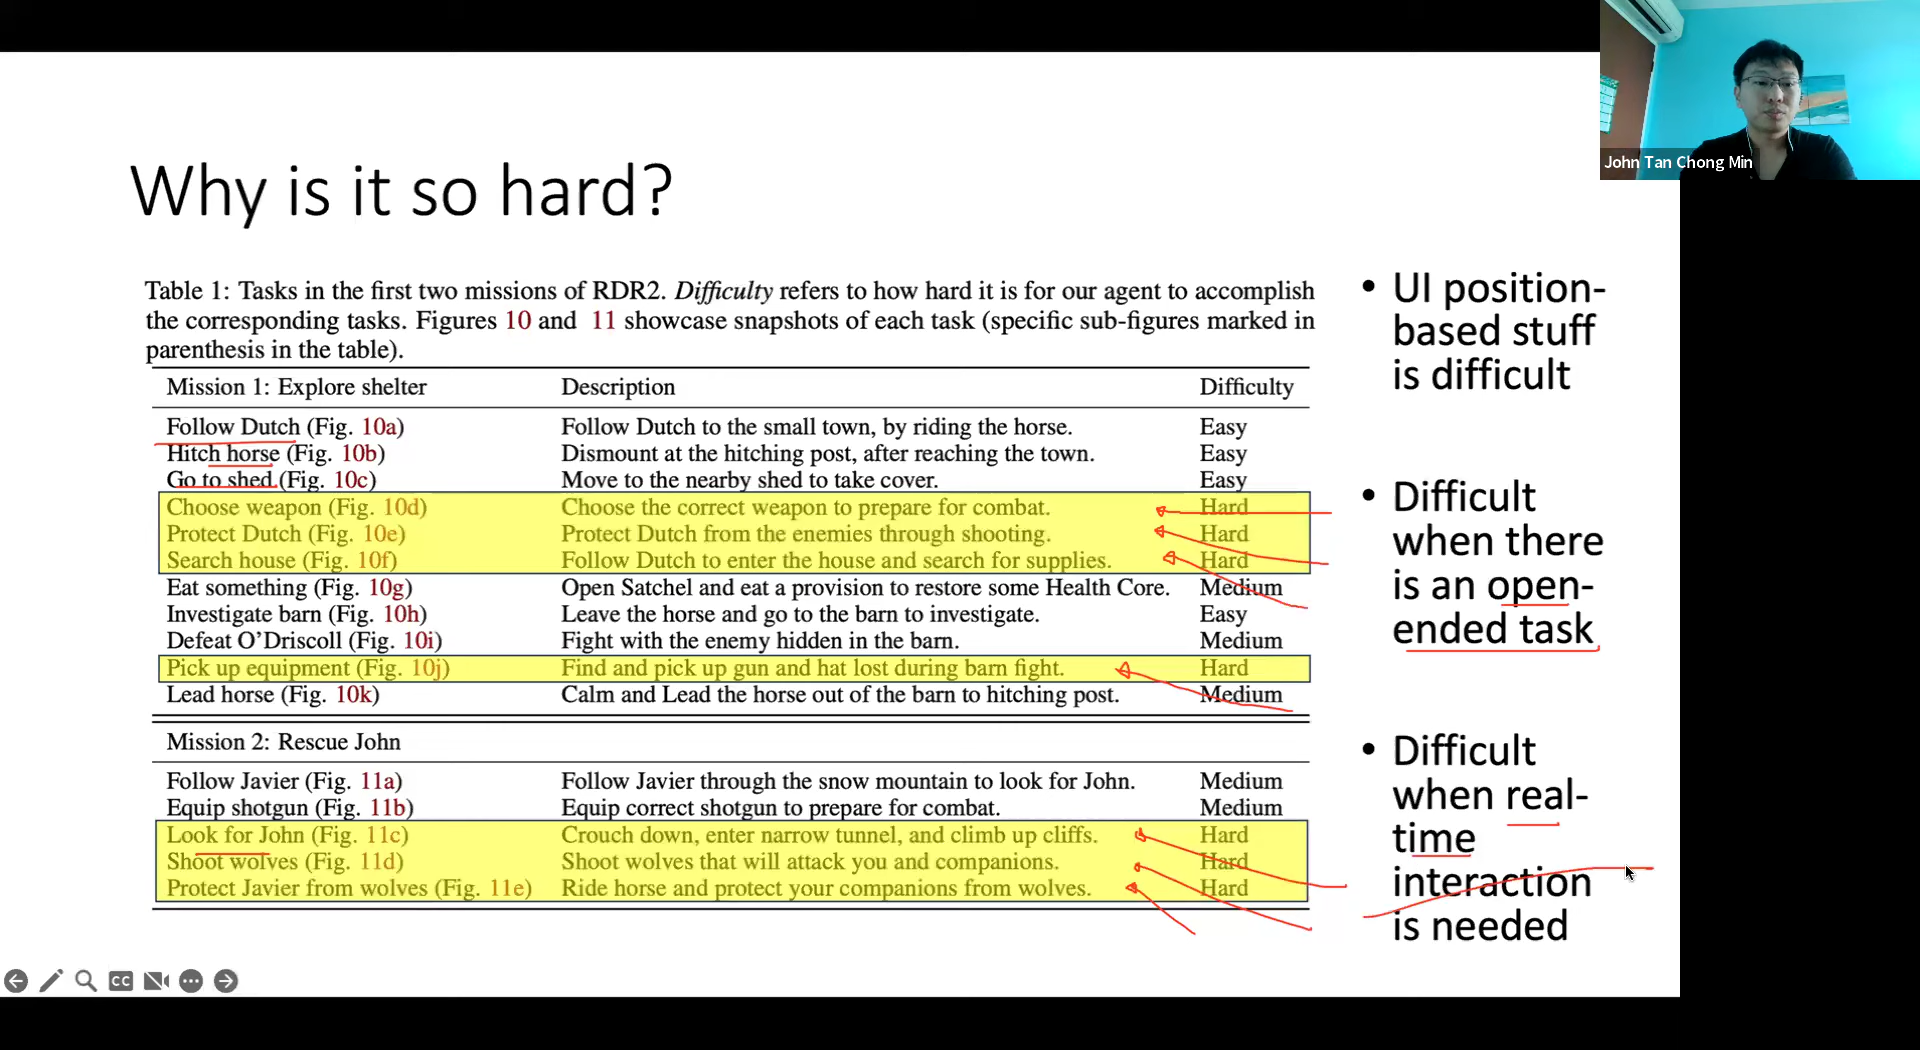 John Tan Chong Min
Why is it so hard?
Table 1: Tasks in the first two missions of RDR2. Difficulty refers to how hard it is for our agent to accomplish
the corresponding tasks. Figures 10 and 11 showcase snapshots of each task (specific sub-figures marked in
parenthesis in the table).
Mission 1: Explore shelter Description Difficulty
Follow Dutch (Fig. 10a) Follow Dutch to the small town, by riding the horse. Easy
Hitch horse (Fig. 10b) Dismount at the hitching post, after reaching the town. Easy
Go to shed (Fig. 10c) Move to the nearby shed to take cover. Easy
Choose weapon (Fig. 10d) Choose the correct weapon to prepare for combat. Hard
Protect Dutch (Fig. 10e) Protect Dutch from the enemies through shooting. Hard
Search house (Fig. 10f) Follow Dutch to enter the house and search for supplies. Hard
Eat something (Fig. 10g) Open Satchel and eat a provision to restore some Health Core. Medium
Investigate barn (Fig. 10h) Leave the horse and go to the barn to investigate. Easy
Defeat O'Driscoll (Fig. 10i) Fight with the enemy hidden in the barn. Medium
Pick up equipment (Fig. 10j) Find and pick up gun and hat lost during barn fight. Hard
Lead horse (Fig. 10k) Calm and Lead the horse out of the barn to hitching post. Medium
Mission 2: Rescue John
Follow Javier (Fig. 11a) Follow Javier through the snow mountain to look for John. Medium
Equip shotgun (Fig. 11b) Equip correct shotgun to prepare for combat. Medium
Look for John (Fig. 11c) Crouch down, enter narrow tunnel, and climb up cliffs. Hard
Shoot wolves (Fig. 11d) Shoot wolves that will attack you and companions. Hard
Protect Javier from wolves (Fig. 11e) Ride horse and protect your companions from wolves. Hard
• UI position-
based stuff
is difficult
• Difficult
when there
is an open-
ended task
• Difficult
when real-
time
interaction
is needed
CC